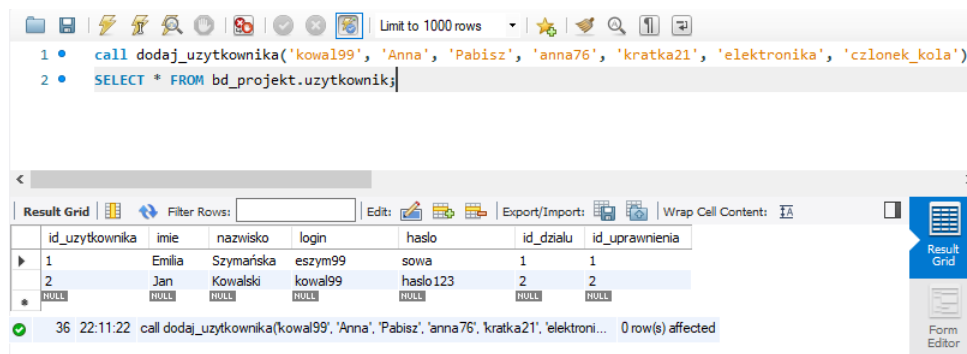 Limit to 1000 rows
1 call dodaj_uzytkownika('kowal99', 'Anna', 'Pabisz', 'anna76', 'kratka21', 'elektronika', 'czlonek_kola')
2 SELECT * FROM bd_projekt.uzytkownik;
Result Grid Filter Rows: Edit: Export/Import: Wrap Cell Content:
id_uzytkownika imie nazwisko login haslo id_dzialu id_uprawnienia
1 Emilia Szymańska eszym99 sowa 1 1
2 Jan Kowalski kowal99 haslo123 2 2
NULL NULL NULL NULL NULL NULL NULL
36 22:11:22 call dodaj_uzytkownika('kowal99', 'Anna', 'Pabisz', 'anna76', 'kratka21', 'elektroni... 0 row(s) affected
Result
Grid
Form
Editor